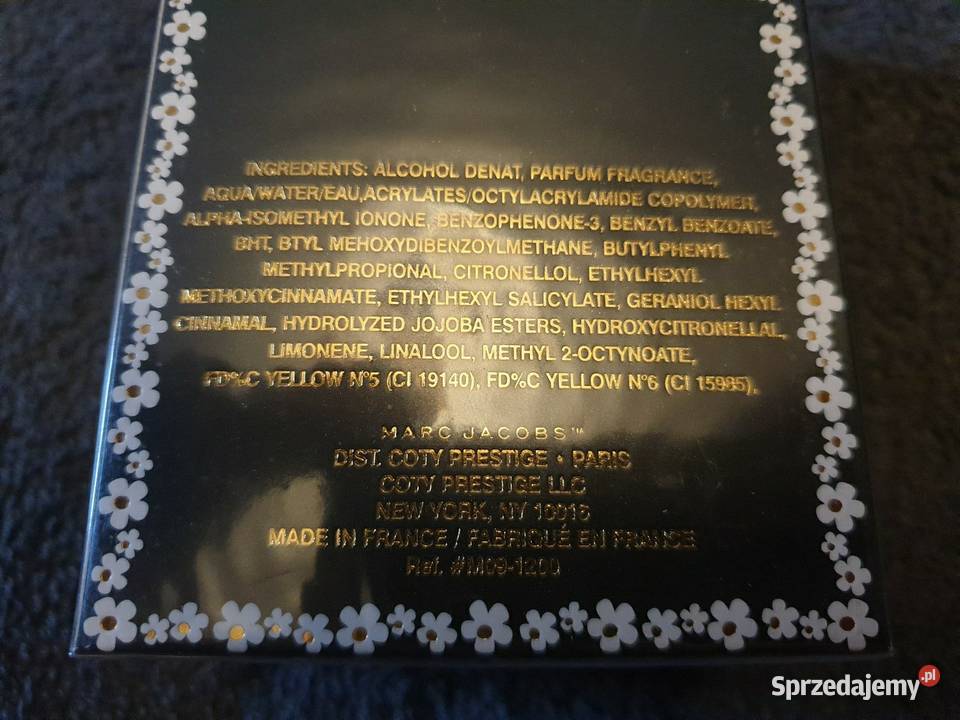 INGREDIENTS: ALCOHOL DENAT, PARFUM FRAGRANCE,
AQUA/WATER/EAU,ACRYLATES/OCTYLACRYLAMIDE COPOLYMER,
ALPHA-ISOMETHYL IONONE, BENZOPHENONE-3, BENZYL BENZOATE,
BHT, BTYL MEHOXYDIBENZOYLMETHANE, BUTYLPHENYL
METHYLPROPIONAL, CITRONELLOL, ETHYLHEXYL
METHOXYCINNAMATE, ETHYLHEXYL SALICYLATE, GERANIOL HEXYL
CINNAMAL, HYDROLYZED JOJOBA ESTERS, HYDROXYCITRONELLAL,
LIMONENE, LINALOOL, METHYL 2-OCTYNOATE,
FD%C YELLOW N°5 (CI 19140), FD%C YELLOW N°6 (CI 15985),
MARC JACOBS™
DIST. COTY PRESTIGE • PARIS
COTY PRESTIGE LLC
NEW YORK, NY 10016
MADE IN FRANCE / FABRIQUÉ EN FRANCE
Ref. #M09-1200
Sprzedajemy.pl